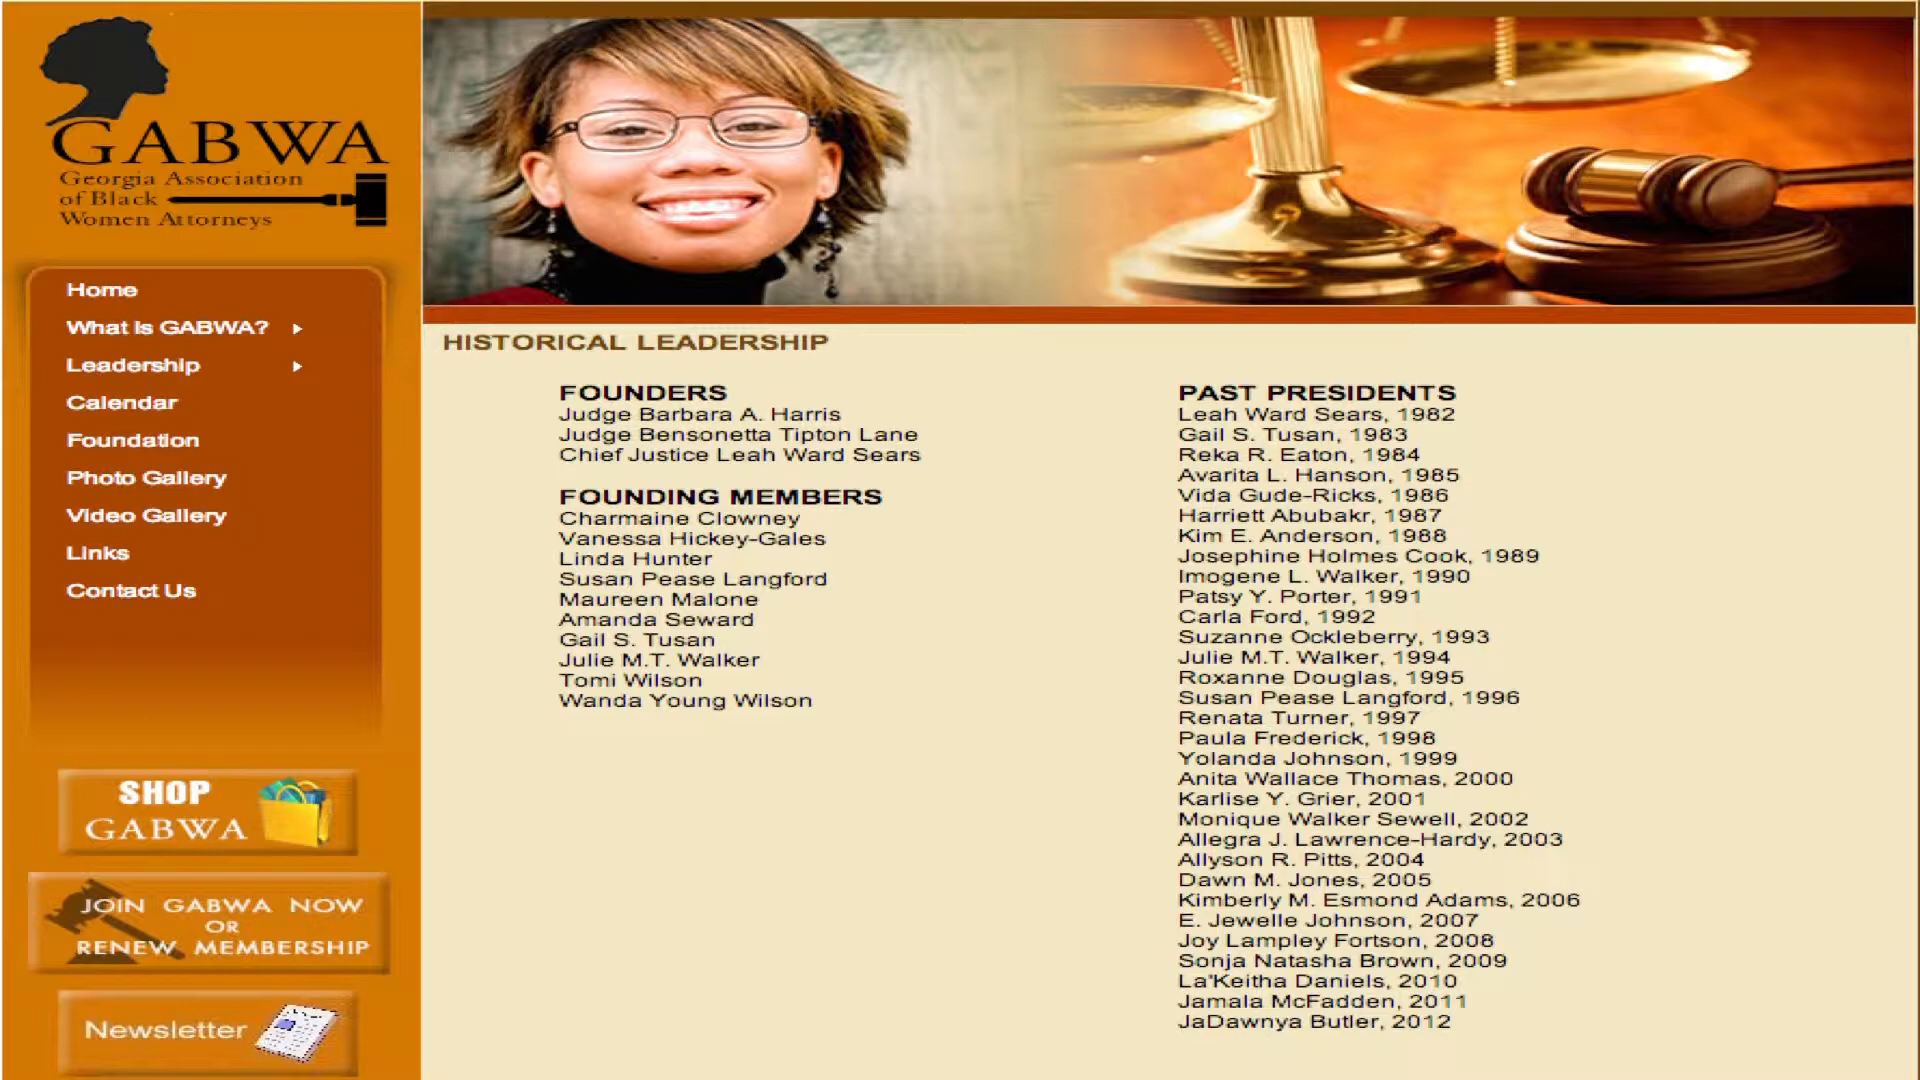 GABWA
Georgia Association
of Black
Women Attorneys
Home
What Is GABWA?
Leadership
Calendar
Foundation
Photo Gallery
Video Gallery
Links
Contact Us
SHOP
GABWA
JOIN GABWA NOW
OR
RENEW MEMBERSHIP
Newsletter
HISTORICAL LEADERSHIP
FOUNDERS
Judge Barbara A. Harris
Judge Bensonetta Tipton Lane
Chief Justice Leah Ward Sears
FOUNDING MEMBERS
Charmaine Clowney
Vanessa Hickey-Gales
Linda Hunter
Susan Pease Langford
Maureen Malone
Amanda Seward
Gail S. Tusan
Julie M.T. Walker
Tomi Wilson
Wanda Young Wilson
PAST PRESIDENTS
Leah Ward Sears, 1982
Gail S. Tusan, 1983
Reka R. Eaton, 1984
Avarita L. Hanson, 1985
Vida Gude-Ricks, 1986
Harriett Abubakr, 1987
Kim E. Anderson, 1988
Josephine Holmes Cook, 1989
Imogene L. Walker, 1990
Patsy Y. Porter, 1991
Carla Ford, 1992
Suzanne Ockleberry, 1993
Julie M.T. Walker, 1994
Roxanne Douglas, 1995
Susan Pease Langford, 1996
Renata Turner, 1997
Paula Frederick, 1998
Yolanda Johnson, 1999
Anita Wallace Thomas, 2000
Karlise Y. Grier, 2001
Monique Walker Sewell, 2002
Allegra J. Lawrence-Hardy, 2003
Allyson R. Pitts, 2004
Dawn M. Jones, 2005
Kimberly M. Esmond Adams, 2006
E. Jewelle Johnson, 2007
Joy Lampley Fortson, 2008
Sonja Natasha Brown, 2009
La'Keitha Daniels, 2010
Jamala McFadden, 2011
JaDawnya Butler, 2012